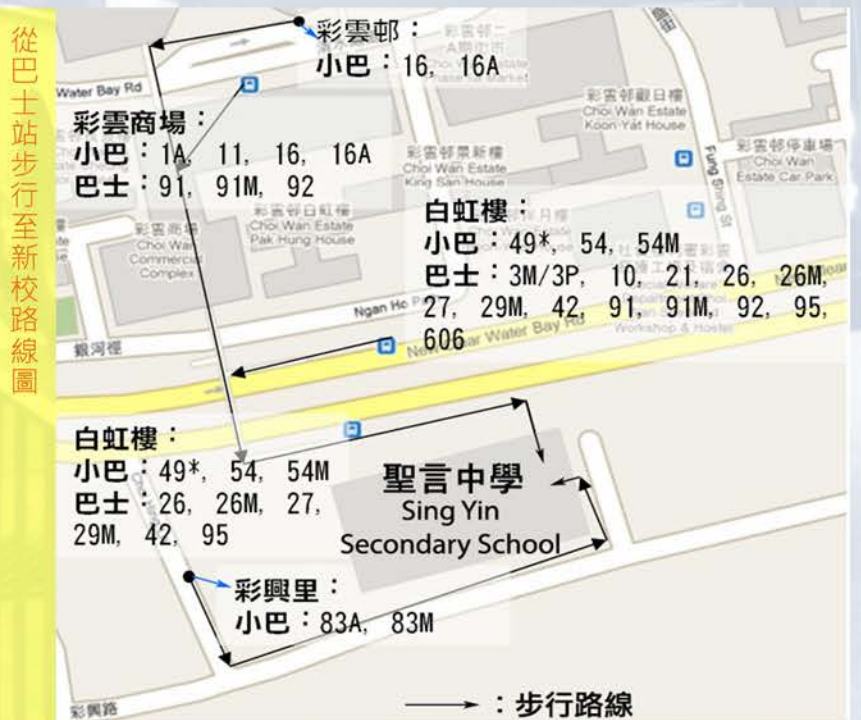 從巴士站步行至新校路線圖
彩雲邨：
小巴：16, 16A
Water Bay Rd
彩雲商場：
小巴：1A, 11, 16, 16A
巴士：91, 91M, 92
彩雲邨觀日樓
Choi Wan Estate
Koon Yat House
彩雲邨景新樓
Choi Wan Estate
King San House
Fung Shing St
彩雲邨停車場
Choi Wan
Estate Car Park
彩雲邨白虹樓
Choi Wan Estate
Pak Hung House
彩雲商場
Choi Wan
Commercial
Complex
白虹樓：
小巴：49*, 54, 54M
巴士：3M/3P, 10, 21, 26, 26M,
27, 29M, 42, 91, 91M, 92, 95,
606
Ngan Ho
銀河徑
New Clear Water Bay Rd
Workshop & Hostel
白虹樓：
小巴：49*, 54, 54M
巴士：26, 26M, 27,
29M, 42, 95
聖言中學
Sing Yin
Secondary School
彩興里：
小巴：83A, 83M
彩興路
：步行路線